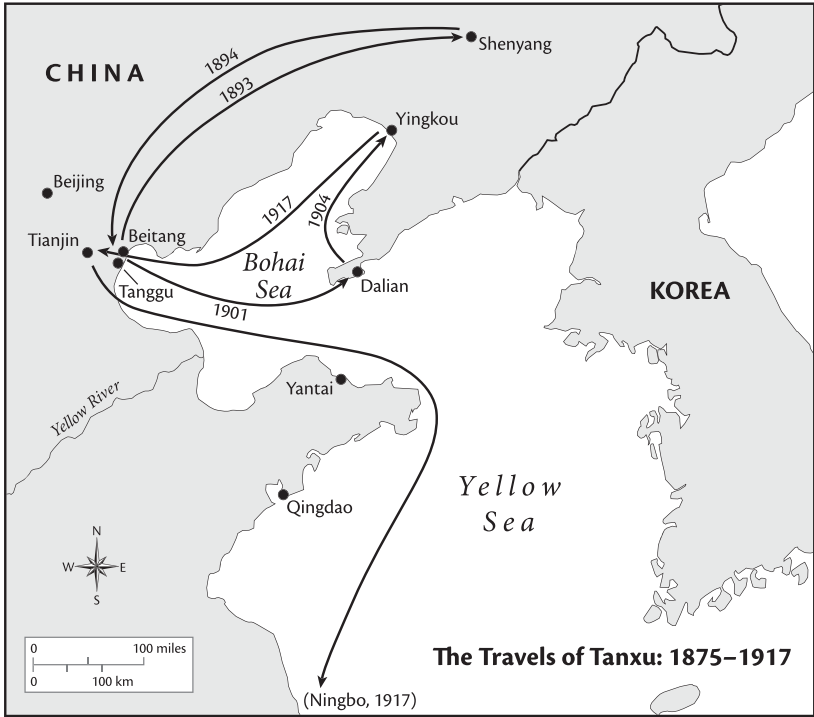 1894
Shenyang
CHINA
1893
Yingkou
Beijing
1917
1904
Tianjin
Beitang
Bohai
Sea
Tanggu
Dalian
KOREA
1901
Yantai
Yellow River
Yellow
Sea
Qingdao
N
W E
S
0 100 miles
0 100 km
The Travels of Tanxu: 1875–1917
(Ningbo, 1917)